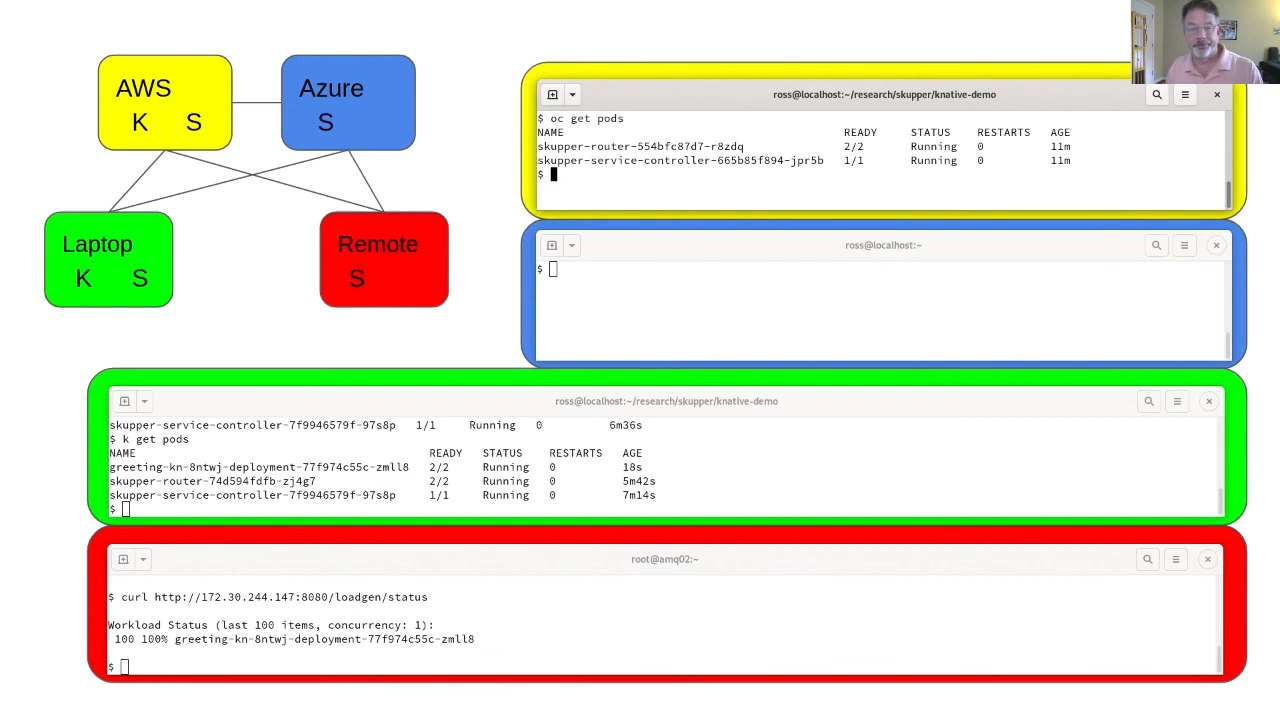 AWS
K S
Azure
S
Laptop
K S
Remote
S
ross@localhost:~/research/skupper/knative-demo
$ oc get pods
NAME READY STATUS RESTARTS AGE
skupper-router-554bfc87d7-r8zdq 2/2 Running 0 11m
skupper-service-controller-665b85f894-jpr5b 1/1 Running 0 11m
$
ross@localhost:~
$
ross@localhost:~/research/skupper/knative-demo
skupper-service-controller-7f9946579f-97s8p 1/1 Running 0 6m36s
$ k get pods
NAME READY STATUS RESTARTS AGE
greeting-kn-8ntwj-deployment-77f974c55c-zmll8 2/2 Running 0 18s
skupper-router-74d594fdfb-zj4g7 2/2 Running 0 5m42s
skupper-service-controller-7f9946579f-97s8p 1/1 Running 0 7m14s
$
root@amq02:~
$ curl http://172.30.244.147:8080/loadgen/status
Workload Status (last 100 items, concurrency: 1):
100 100% greeting-kn-8ntwj-deployment-77f974c55c-zmll8
$